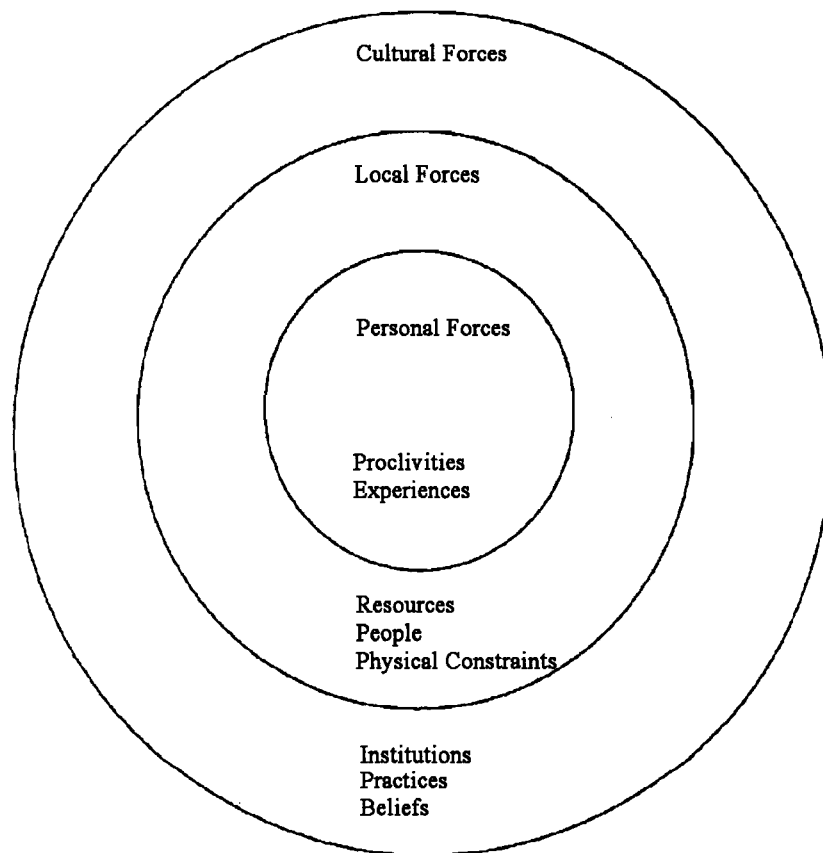 Cultural Forces
Local Forces
Personal Forces
Proclivities
Experiences
Resources
People
Physical Constraints
Institutions
Practices
Beliefs